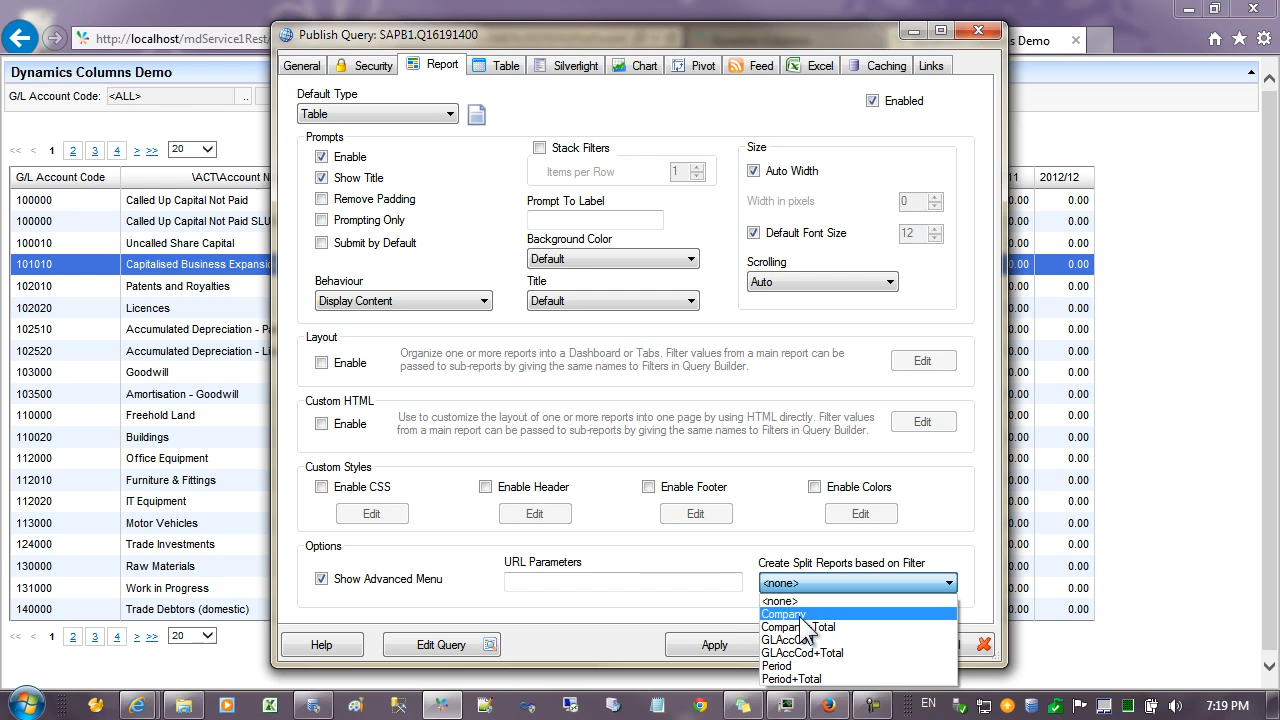 Publish Query: SAPB1.Q16191400
http://localhost/mdService1Rest
Demo
Dynamics Columns Demo
G/L Account Code: <ALL> ..
General Security Report Table Silverlight Chart Pivot Feed Excel Caching Links
Default Type
Table
Enabled
Prompts
Enable
Show Title
Remove Padding
Prompting Only
Submit by Default
Behaviour
Display Content
Stack Filters
Items per Row 1
Prompt To Label
Background Color
Default
Title
Default
Size
Auto Width
Width in pixels 0
Default Font Size 12
Scrolling
Auto
Layout
Enable
Organize one or more reports into a Dashboard or Tabs. Filter values from a main report can be
passed to sub-reports by giving the same names to Filters in Query Builder.
Edit
Custom HTML
Enable
Use to customize the layout of one or more reports into one page by using HTML directly. Filter values
from a main report can be passed to sub-reports by giving the same names to Filters in Query Builder.
Edit
Custom Styles
Enable CSS Enable Header Enable Footer Enable Colors
Edit Edit Edit Edit
Options
Show Advanced Menu
URL Parameters
Create Split Reports based on Filter
<none>
<none>
Company
GLAccCod+Total
Period
Period+Total
Help Edit Query Apply
<< < 1 2 3 4 > >> 20
G/L Account Code \ACT\Account N 11 2012/12
100000 Called Up Capital Not Paid 0.00 0.00
100000 Called Up Capital Not Paid SLU 0.00 0.00
100010 Uncalled Share Capital 0.00 0.00
101010 Capitalised Business Expansi 0.00 0.00
102010 Patents and Royalties 0.00 0.00
102020 Licences 0.00 0.00
102510 Accumulated Depreciation - Pa 0.00 0.00
102520 Accumulated Depreciation - Li 0.00 0.00
103000 Goodwill 0.00 0.00
103500 Amortisation - Goodwill 0.00 0.00
110000 Freehold Land 0.00 0.00
110020 Buildings 0.00 0.00
112000 Office Equipment 0.00 0.00
112010 Furniture & Fittings 0.00 0.00
112020 IT Equipment 0.00 0.00
113000 Motor Vehicles 0.00 0.00
124000 Trade Investments 0.00 0.00
130000 Raw Materials 0.00 0.00
131000 Work in Progress 0.00 0.00
140000 Trade Debtors (domestic) 0.00 0.00
<< < 1 2 3 4 > >> 20
EN 7:19 PM